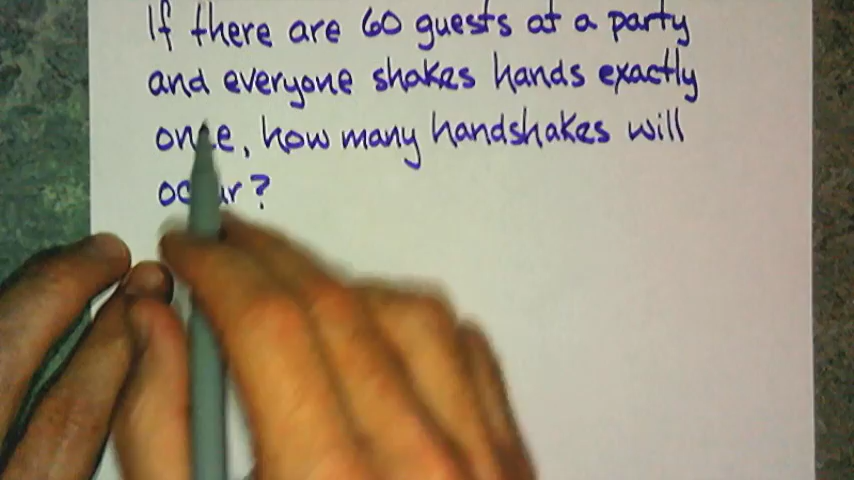 If there are 60 guests at a party
and everyone shakes hands exactly
once, how many handshakes will
occur?